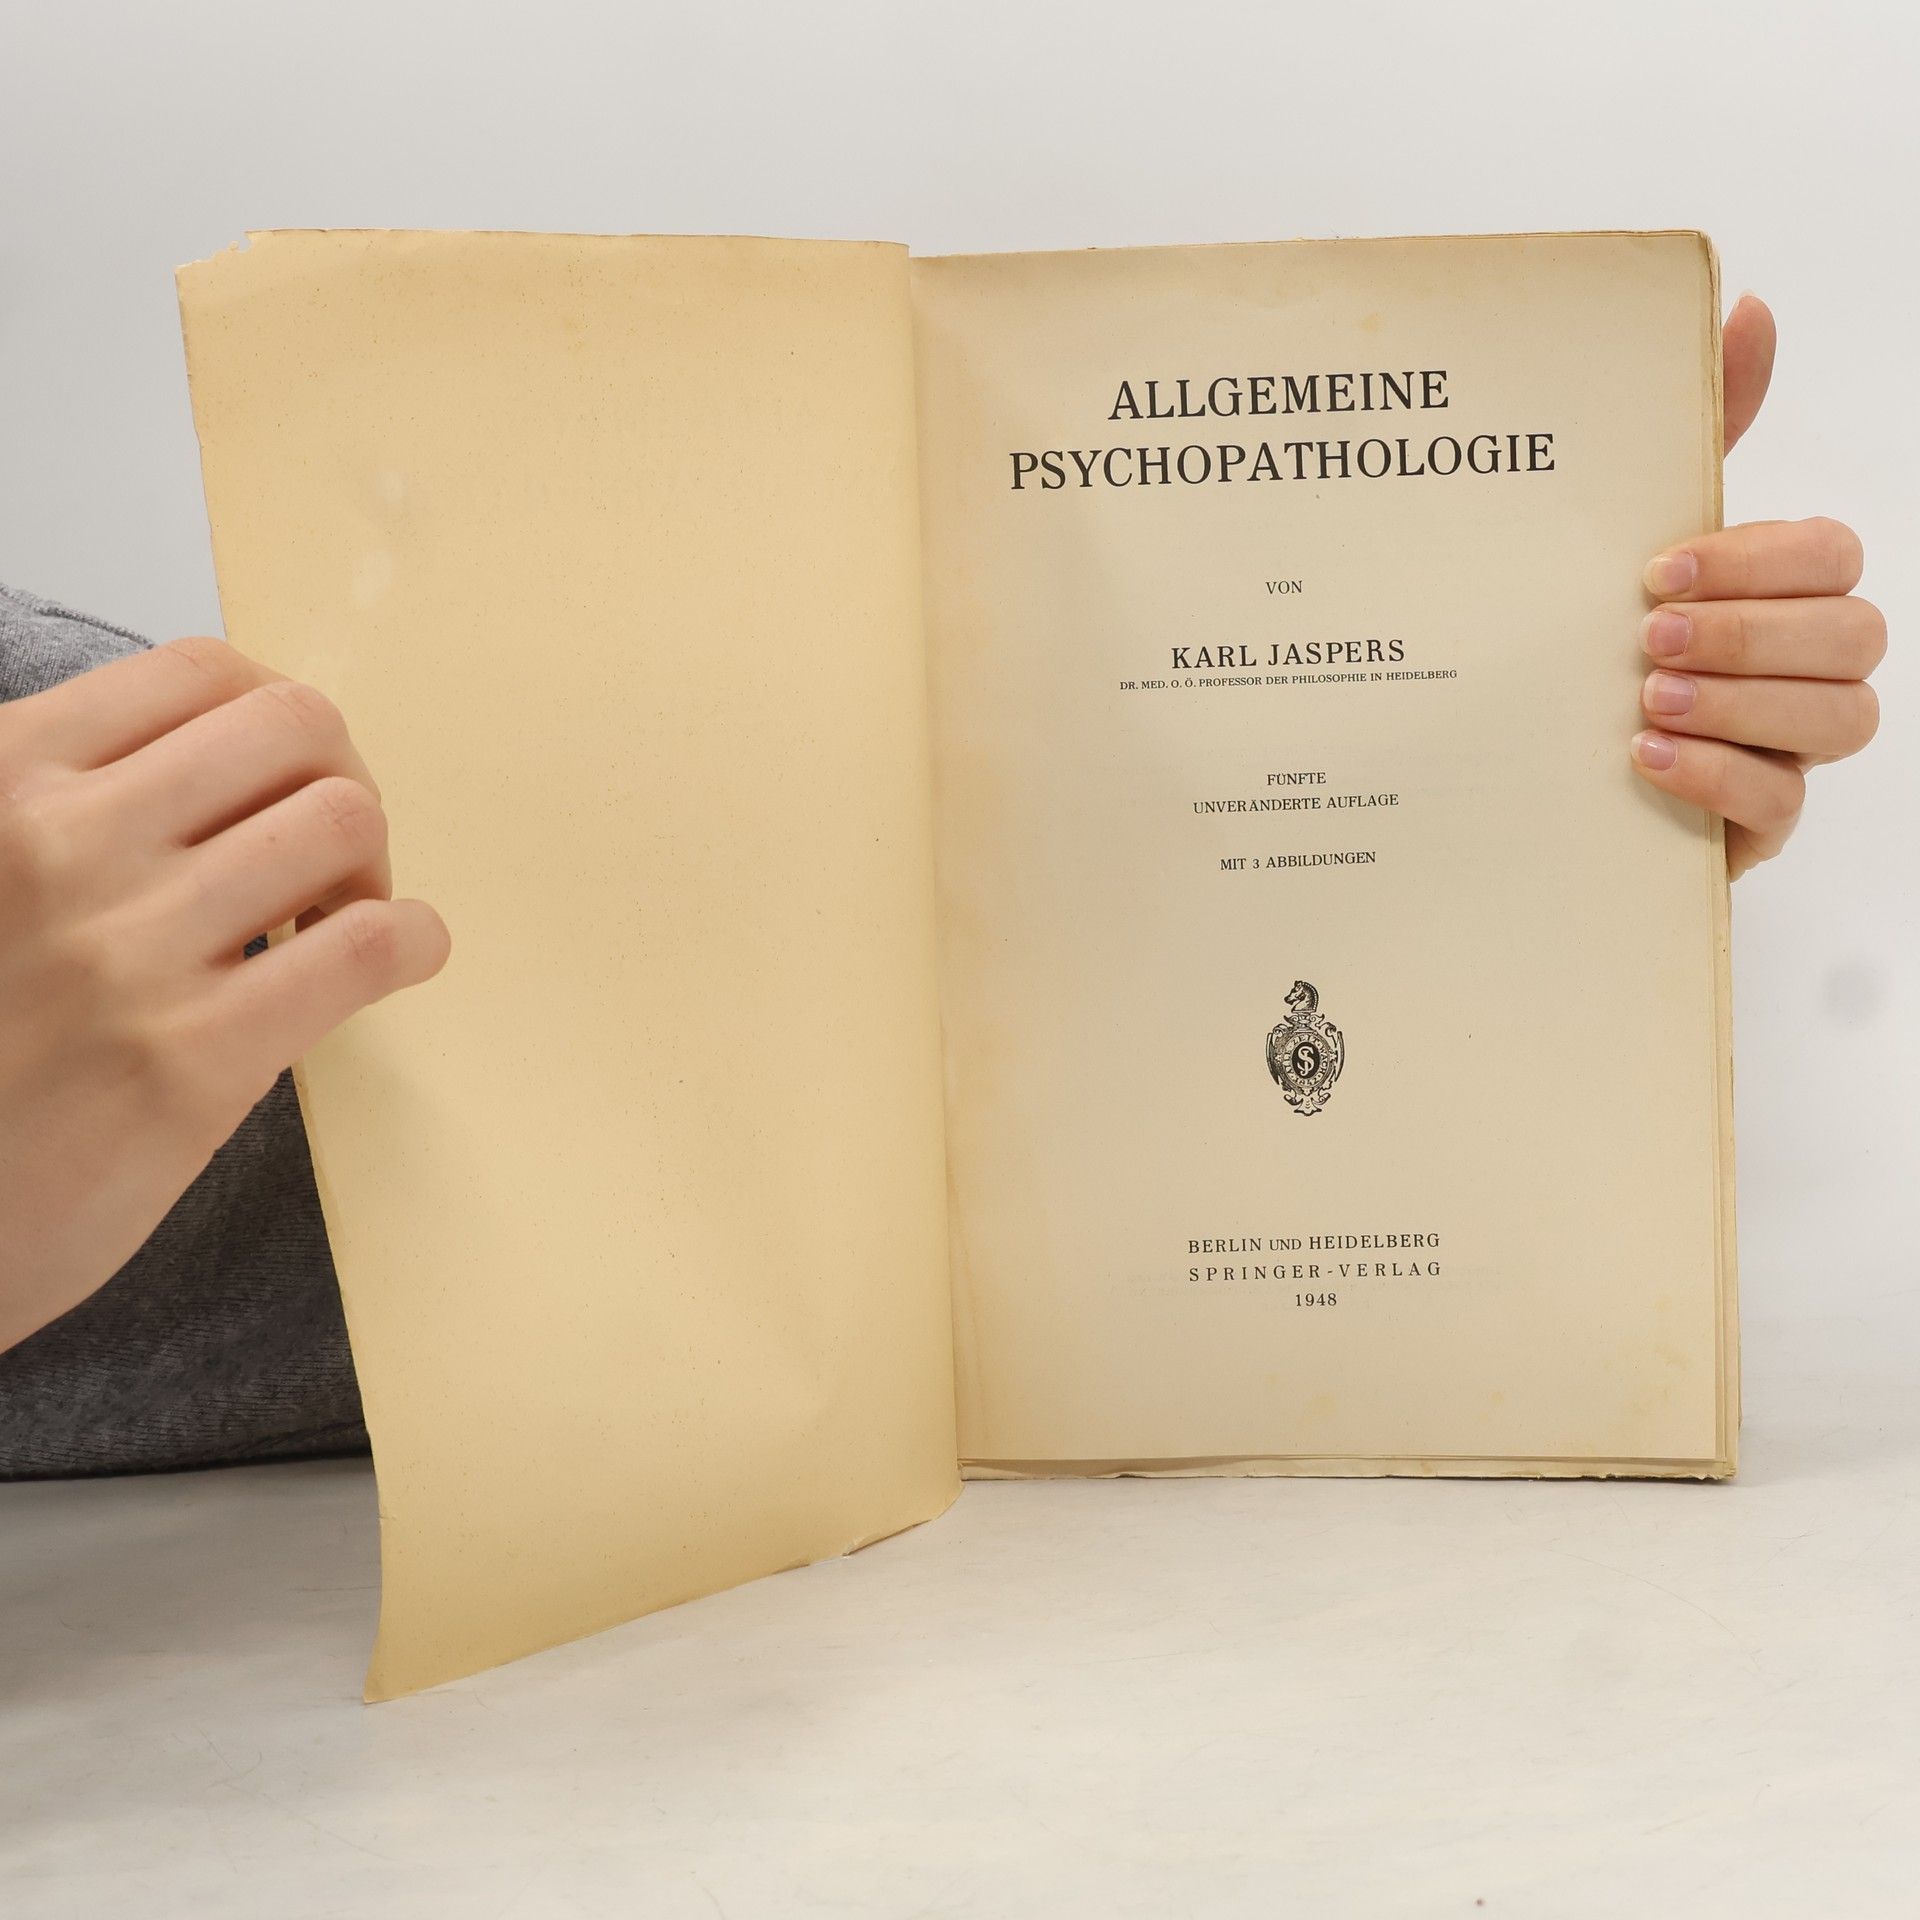 ALLGEMEINE
PSYCHOPATHOLOGIE
VON
KARL JASPERS
DR. MED. O. Ö. PROFESSOR DER PHILOSOPHIE IN HEIDELBERG
FÜNFTE
UNVERÄNDERTE AUFLAGE
MIT 3 ABBILDUNGEN
BERLIN UND HEIDELBERG
SPRINGER-VERLAG
1948